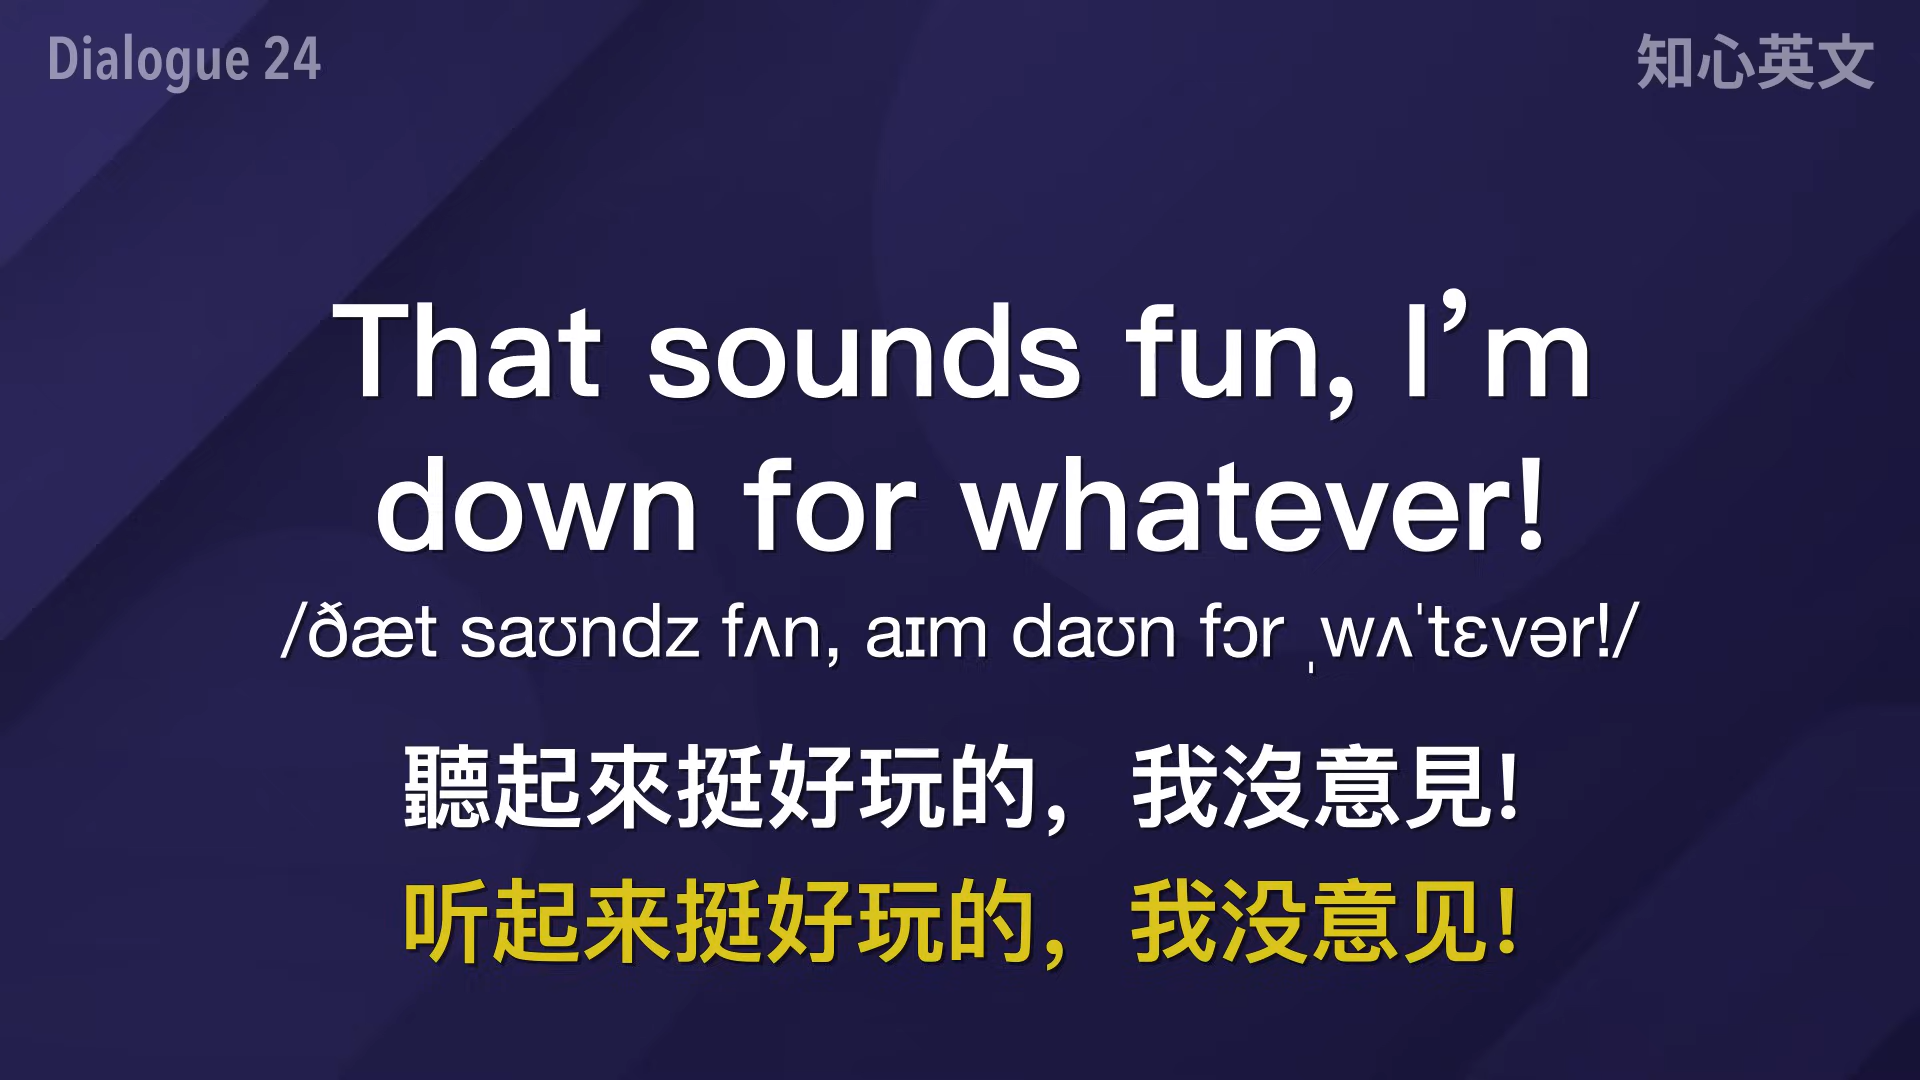 Dialogue 24
知心英文
That sounds fun, I’m
down for whatever!
/ðæt saʊndz fʌn, aɪm daʊn fɔr ˌwʌˈtɛvər!/
聽起來挺好玩的，我沒意見!
听起来挺好玩的，我没意见!